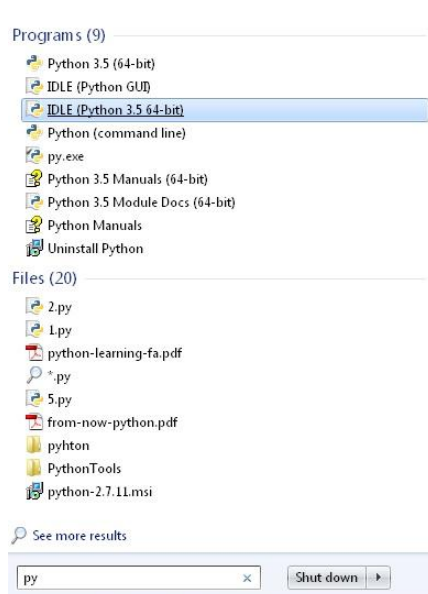 Programs (9)
Python 3.5 (64-bit)
IDLE (Python GUI)
IDLE (Python 3.5 64-bit)
Python (command line)
py.exe
Python 3.5 Manuals (64-bit)
Python 3.5 Module Docs (64-bit)
Python Manuals
Uninstall Python
Files (20)
2.py
1.py
python-learning-fa.pdf
*.py
5.py
from-now-python.pdf
pyhton
PythonTools
python-2.7.11.msi
See more results
py
Shut down